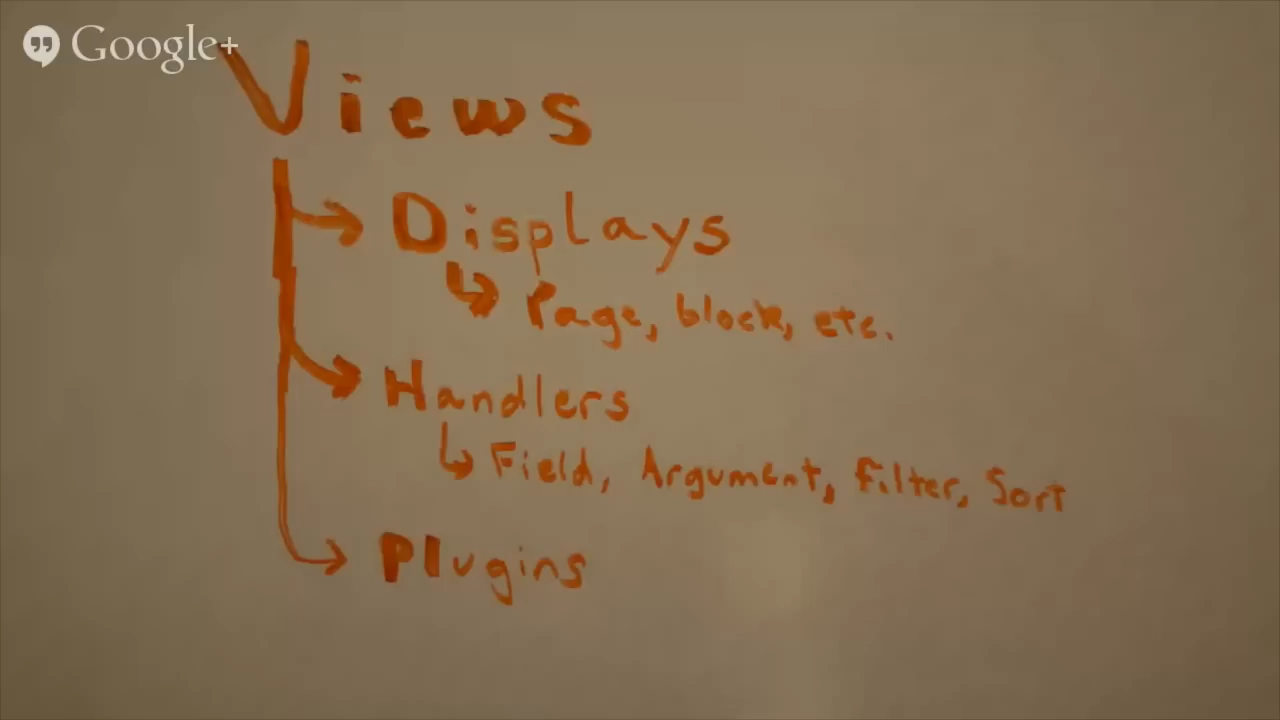 Google+
Views
Displays
Page, block, etc.
Handlers
Field, Argument, Filter, Sort
Plugins